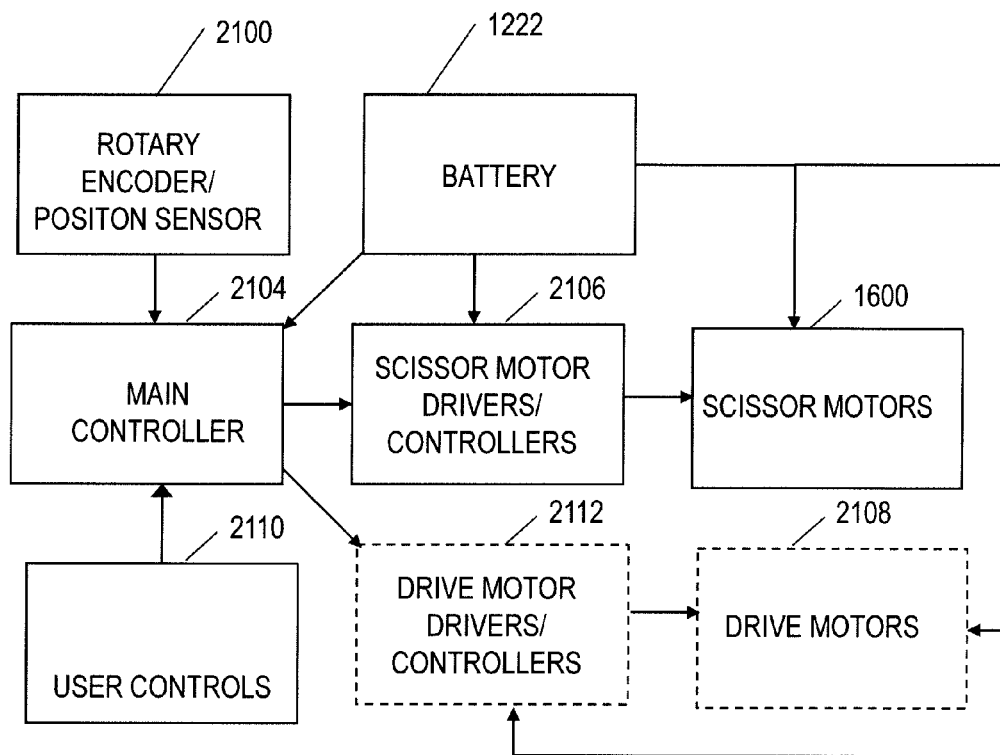 2100
1222
ROTARY
ENCODER/
POSITON SENSOR
BATTERY
2104
2106
1600
MAIN
CONTROLLER
SCISSOR MOTOR
DRIVERS/
CONTROLLERS
SCISSOR MOTORS
2110
2112
2108
USER CONTROLS
DRIVE MOTOR
DRIVERS/
CONTROLLERS
DRIVE MOTORS